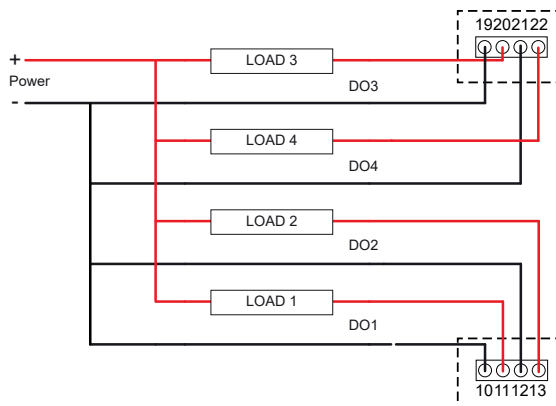 19202122
+
LOAD 3
Power
DO3
-
LOAD 4
DO4
LOAD 2
DO2
LOAD 1
DO1
10111213